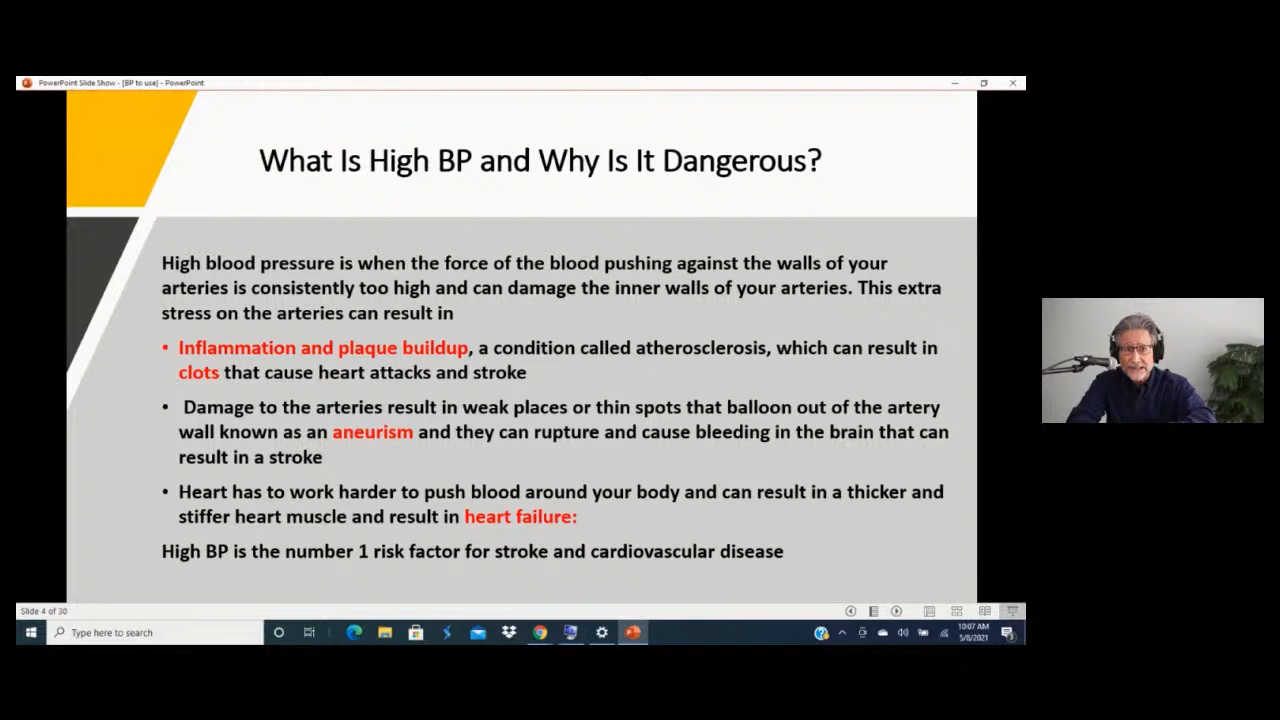 PowerPoint Slide Show - [BP to use] - PowerPoint
What Is High BP and Why Is It Dangerous?
High blood pressure is when the force of the blood pushing against the walls of your
arteries is consistently too high and can damage the inner walls of your arteries. This extra
stress on the arteries can result in
• Inflammation and plaque buildup, a condition called atherosclerosis, which can result in
clots that cause heart attacks and stroke
• Damage to the arteries result in weak places or thin spots that balloon out of the artery
wall known as an aneurism and they can rupture and cause bleeding in the brain that can
result in a stroke
• Heart has to work harder to push blood around your body and can result in a thicker and
stiffer heart muscle and result in heart failure:
High BP is the number 1 risk factor for stroke and cardiovascular disease
Slide 4 of 30
Type here to search
10:07 AM
5/8/2021